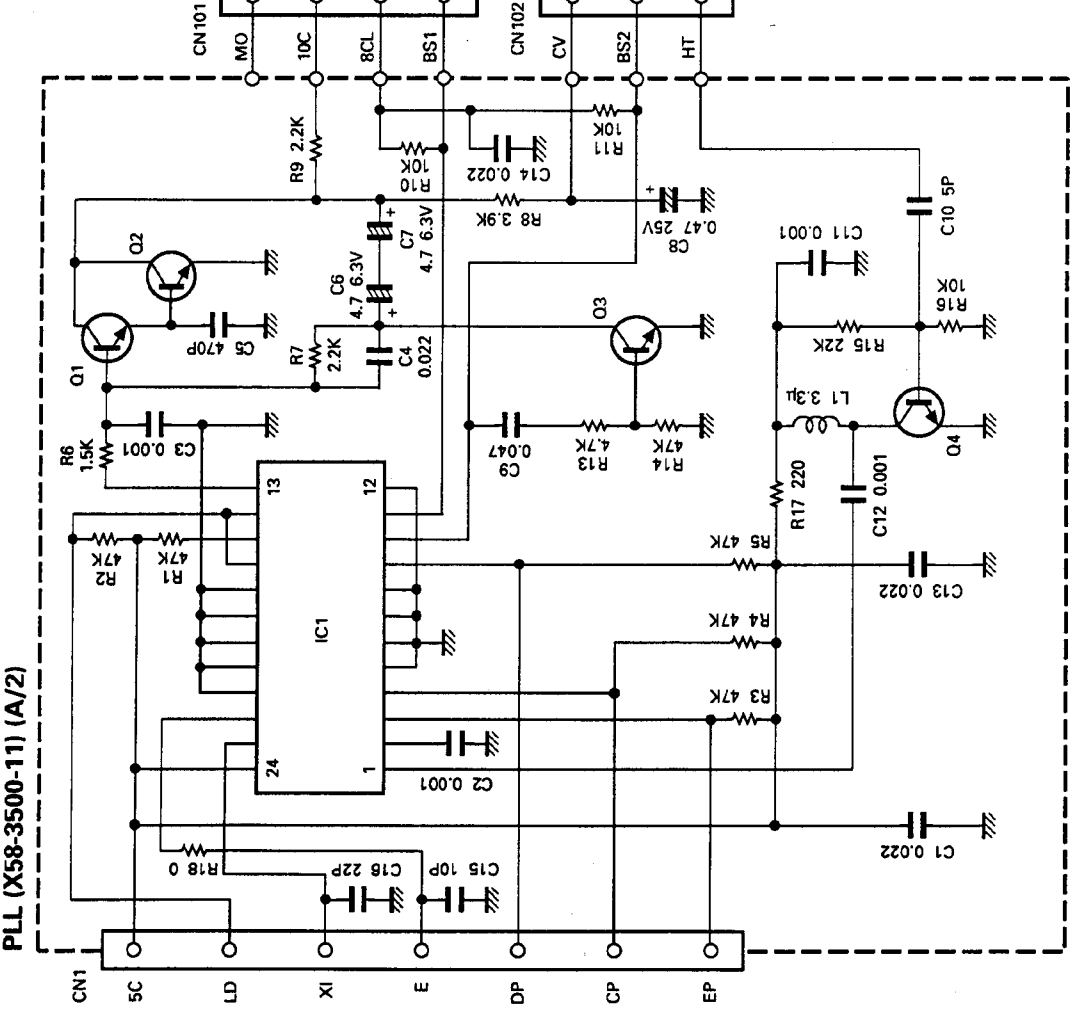 PLL (X58-3500-11) (A/2)
CN101
MO
10C
8CL
BS1
CN102
CV
BS2
HT
R9 2.2K
R10
10K
C14 0.022
R11
10K
Q2
R8 3.9K
C7
4.7 6.3V
C6
4.7 6.3V
C8
0.47 25V
C10 5P
C11 0.001
Q1
C5 470P
R7
2.2K
C4
0.022
Q3
R15 22K
R16
10K
R6
1.5K
C3 0.001
C9
0.047
R13
4.7K
R14
47K
L1 3.3μ
Q4
R2
47K
R1
47K
13
12
IC1
24
1
R17 220
C12 0.001
R5 47K
R4 47K
R3 47K
C13 0.022
C2 0.001
C1 0.022
R18 0
C16 22P
C15 10P
CN1
5C
LD
XI
E
DP
CP
EP